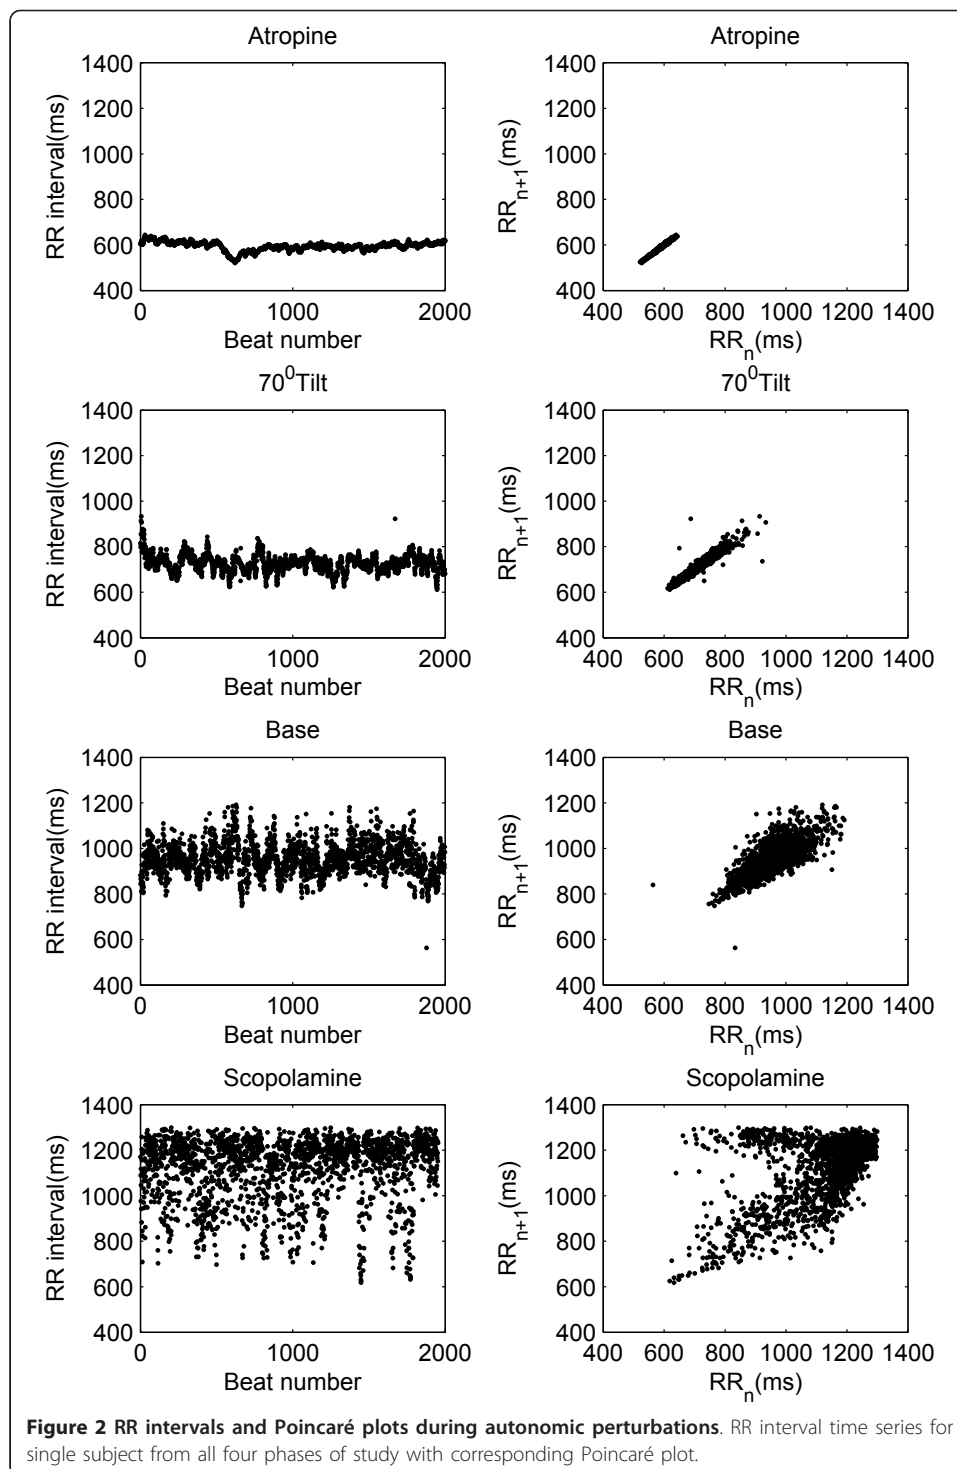 Atropine
Atropine
RR interval(ms)
1400
1200
1000
800
600
400
0
1000
2000
Beat number
RRn+1(ms)
1400
1200
1000
800
600
400
400 600 800 1000 1200 1400
RRn(ms)
70⁰Tilt
70⁰Tilt
RR interval(ms)
1400
1200
1000
800
600
400
0
1000
2000
Beat number
RRn+1(ms)
1400
1200
1000
800
600
400
400 600 800 1000 1200 1400
RRn(ms)
Base
Base
RR interval(ms)
1400
1200
1000
800
600
400
0
1000
2000
Beat number
RRn+1(ms)
1400
1200
1000
800
600
400
400 600 800 1000 1200 1400
RRn(ms)
Scopolamine
Scopolamine
RR interval(ms)
1400
1200
1000
800
600
400
0
1000
2000
Beat number
RRn+1(ms)
1400
1200
1000
800
600
400
400 600 800 1000 1200 1400
RRn(ms)
Figure 2 RR intervals and Poincaré plots during autonomic perturbations. RR interval time series for
single subject from all four phases of study with corresponding Poincaré plot.